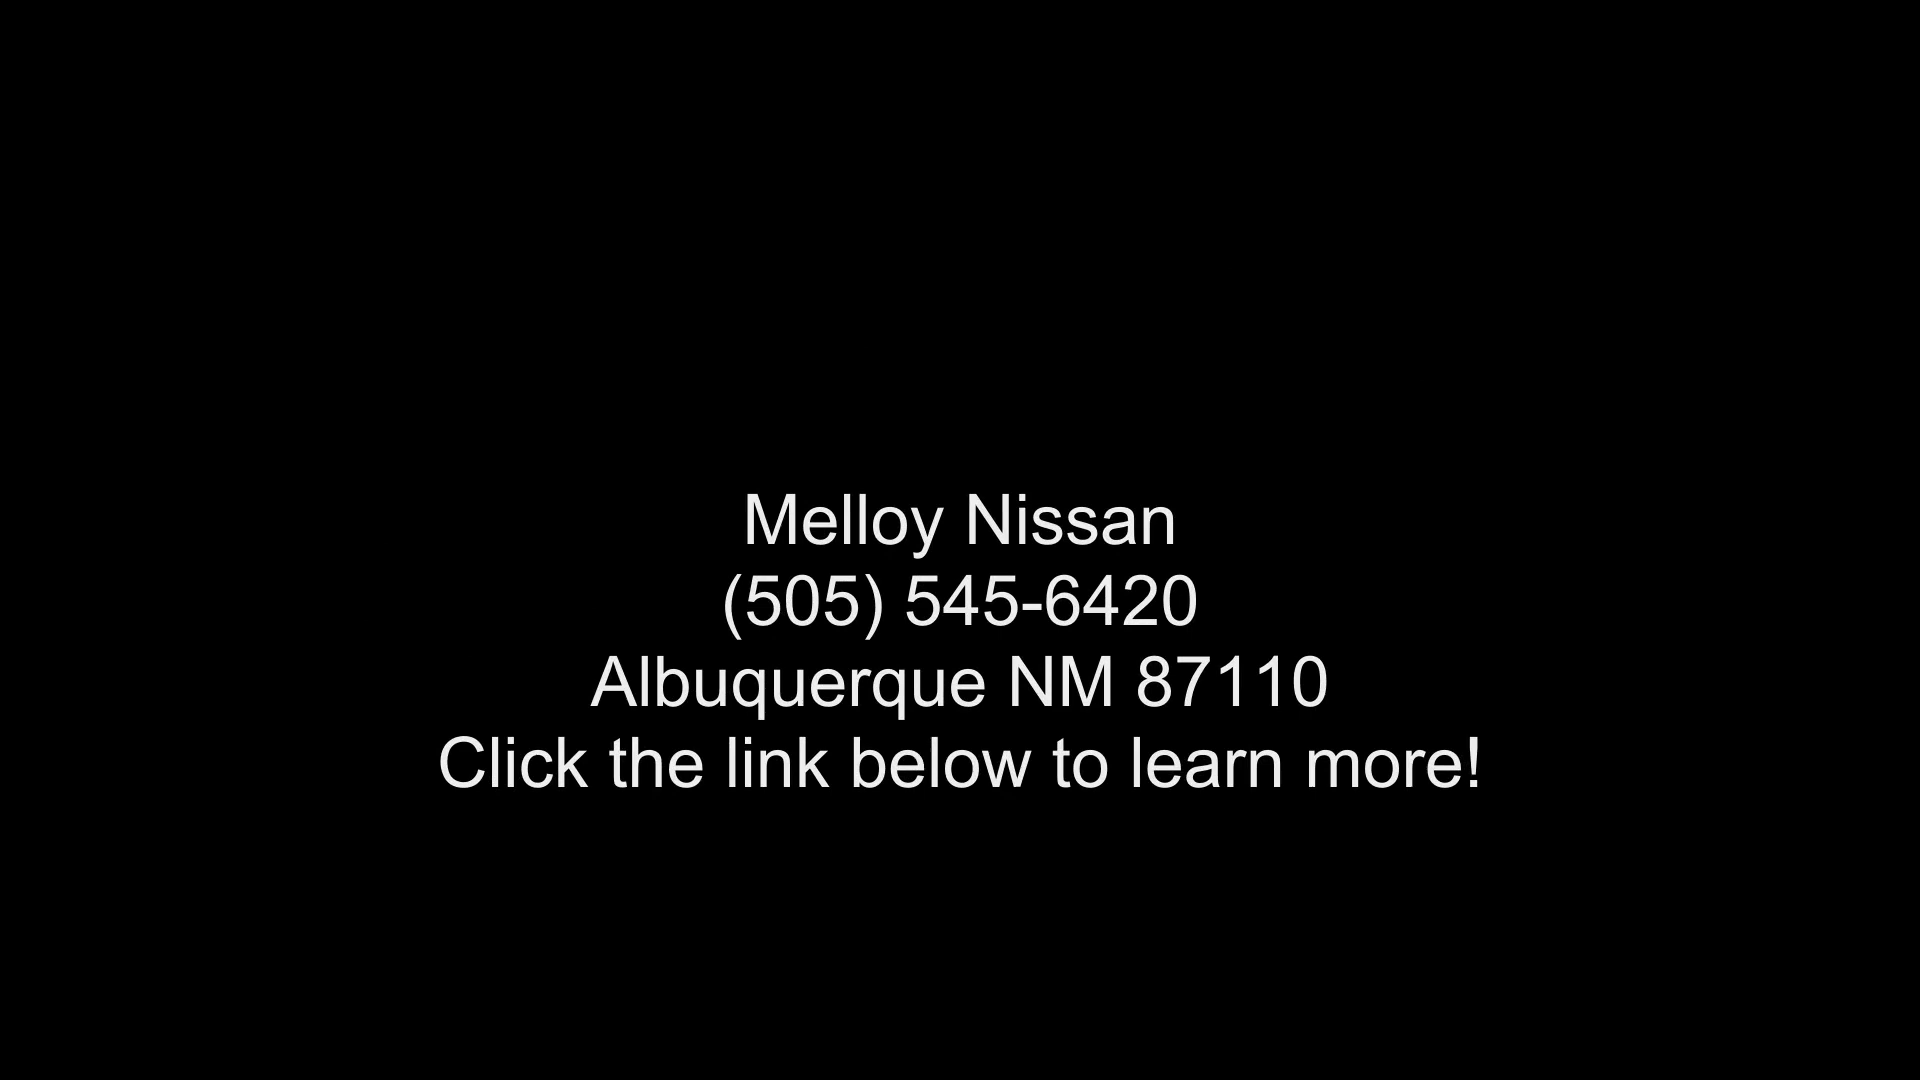 Melloy Nissan
(505) 545-6420
Albuquerque NM 87110
Click the link below to learn more!